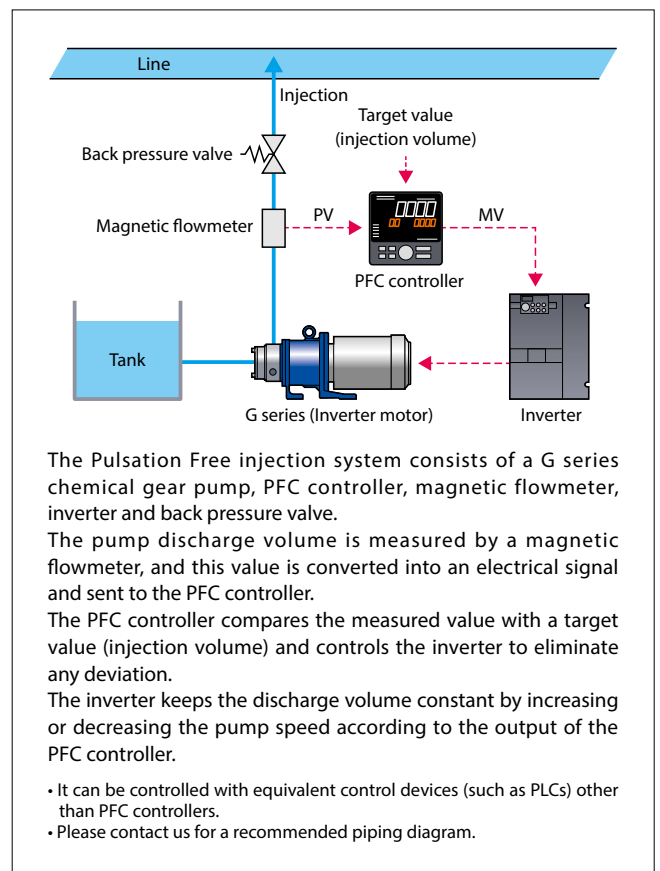 Line
Injection
Target value
(injection volume)
Back pressure valve
Magnetic flowmeter
PV
MV
PFC controller
Tank
G series (Inverter motor)
Inverter
The Pulsation Free injection system consists of a G series
chemical gear pump, PFC controller, magnetic flowmeter,
inverter and back pressure valve.
The pump discharge volume is measured by a magnetic
flowmeter, and this value is converted into an electrical signal
and sent to the PFC controller.
The PFC controller compares the measured value with a target
value (injection volume) and controls the inverter to eliminate
any deviation.
The inverter keeps the discharge volume constant by increasing
or decreasing the pump speed according to the output of the
PFC controller.
• It can be controlled with equivalent control devices (such as PLCs) other
than PFC controllers.
• Please contact us for a recommended piping diagram.